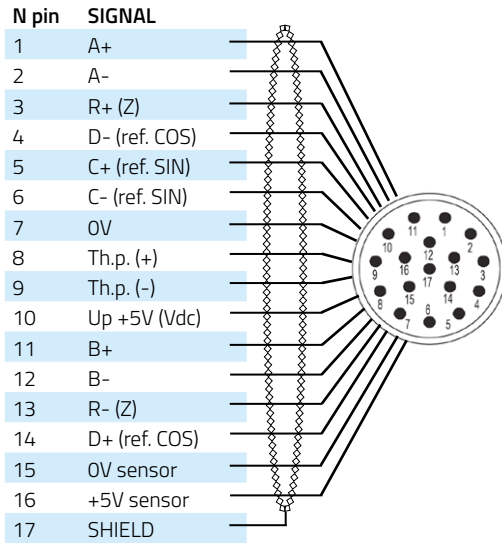 N pin SIGNAL
1 A+
2 A-
3 R+ (Z)
4 D- (ref. COS)
5 C+ (ref. SIN)
6 C- (ref. SIN)
7 0V
8 Th.p. (+)
9 Th.p. (-)
10 Up +5V (Vdc)
11 B+
12 B-
13 R- (Z)
14 D+ (ref. COS)
15 0V sensor
16 +5V sensor
17 SHIELD
11 1
10 12 2
9 16 13 3
17
8 15 14 4
7 6 5